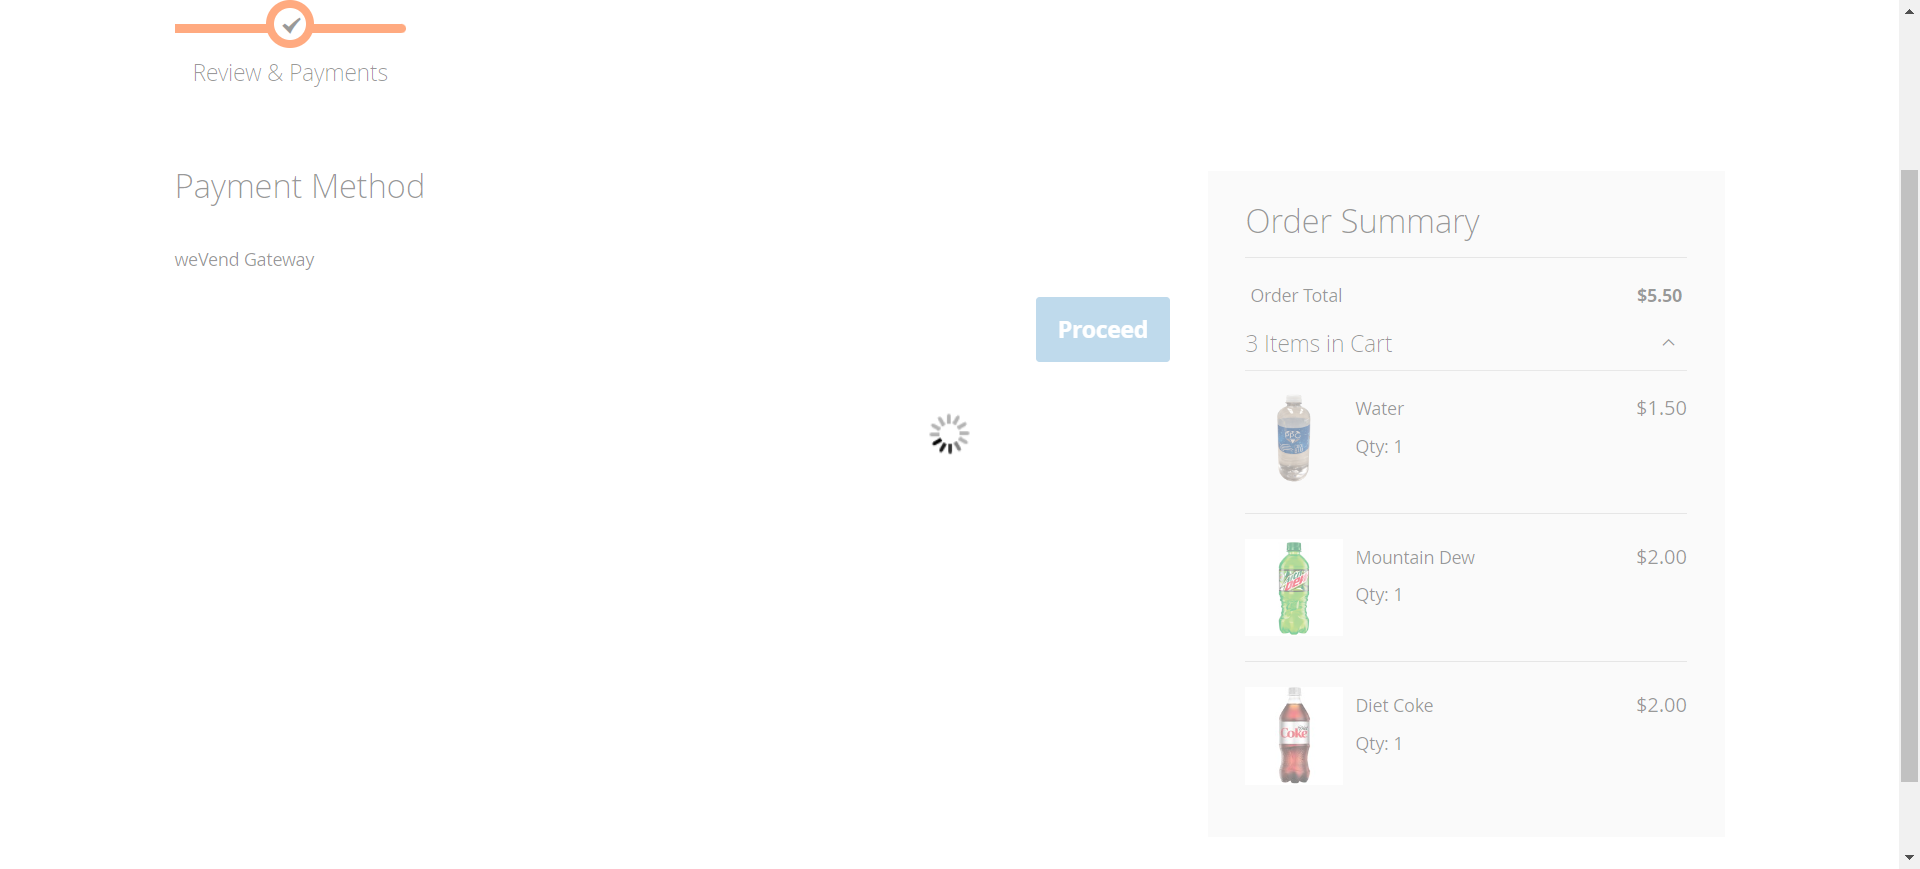 Review & Payments
Payment Method
weVend Gateway
Proceed
Order Summary
Order Total $5.50
3 Items in Cart
Water $1.50
Qty: 1
Mountain Dew $2.00
Qty: 1
Diet Coke $2.00
Qty: 1
Coke